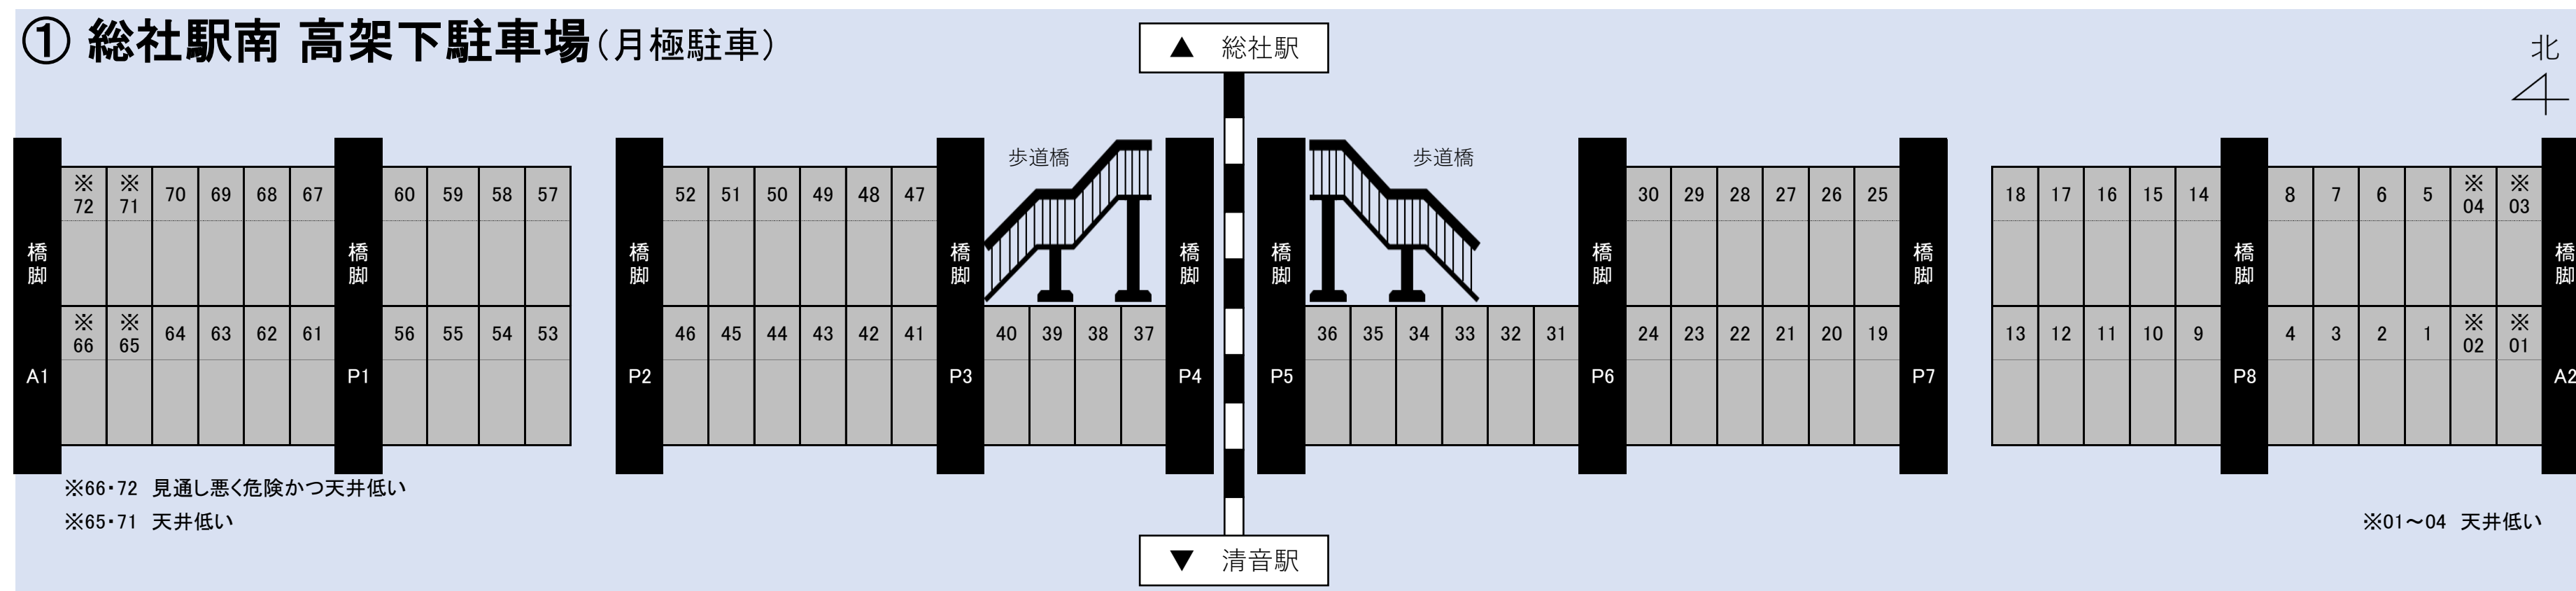 ① 総社駅南 高架下駐車場(月極駐車)
▲ 総社駅
北
歩道橋
歩道橋
※72 ※71 70 69 68 67 60 59 58 57 52 51 50 49 48 47 30 29 28 27 26 25 18 17 16 15 14 8 7 6 5 ※04 ※03
橋脚 橋脚 橋脚 橋脚 橋脚 橋脚 橋脚 橋脚 橋脚 橋脚
※66 ※65 64 63 62 61 56 55 54 53 46 45 44 43 42 41 40 39 38 37 36 35 34 33 32 31 24 23 22 21 20 19 13 12 11 10 9 4 3 2 1 ※02 ※01
A1 P1 P2 P3 P4 P5 P6 P7 P8 A2
※66・72 見通し悪く危険かつ天井低い
※65・71 天井低い
※01～04 天井低い
▼ 清音駅